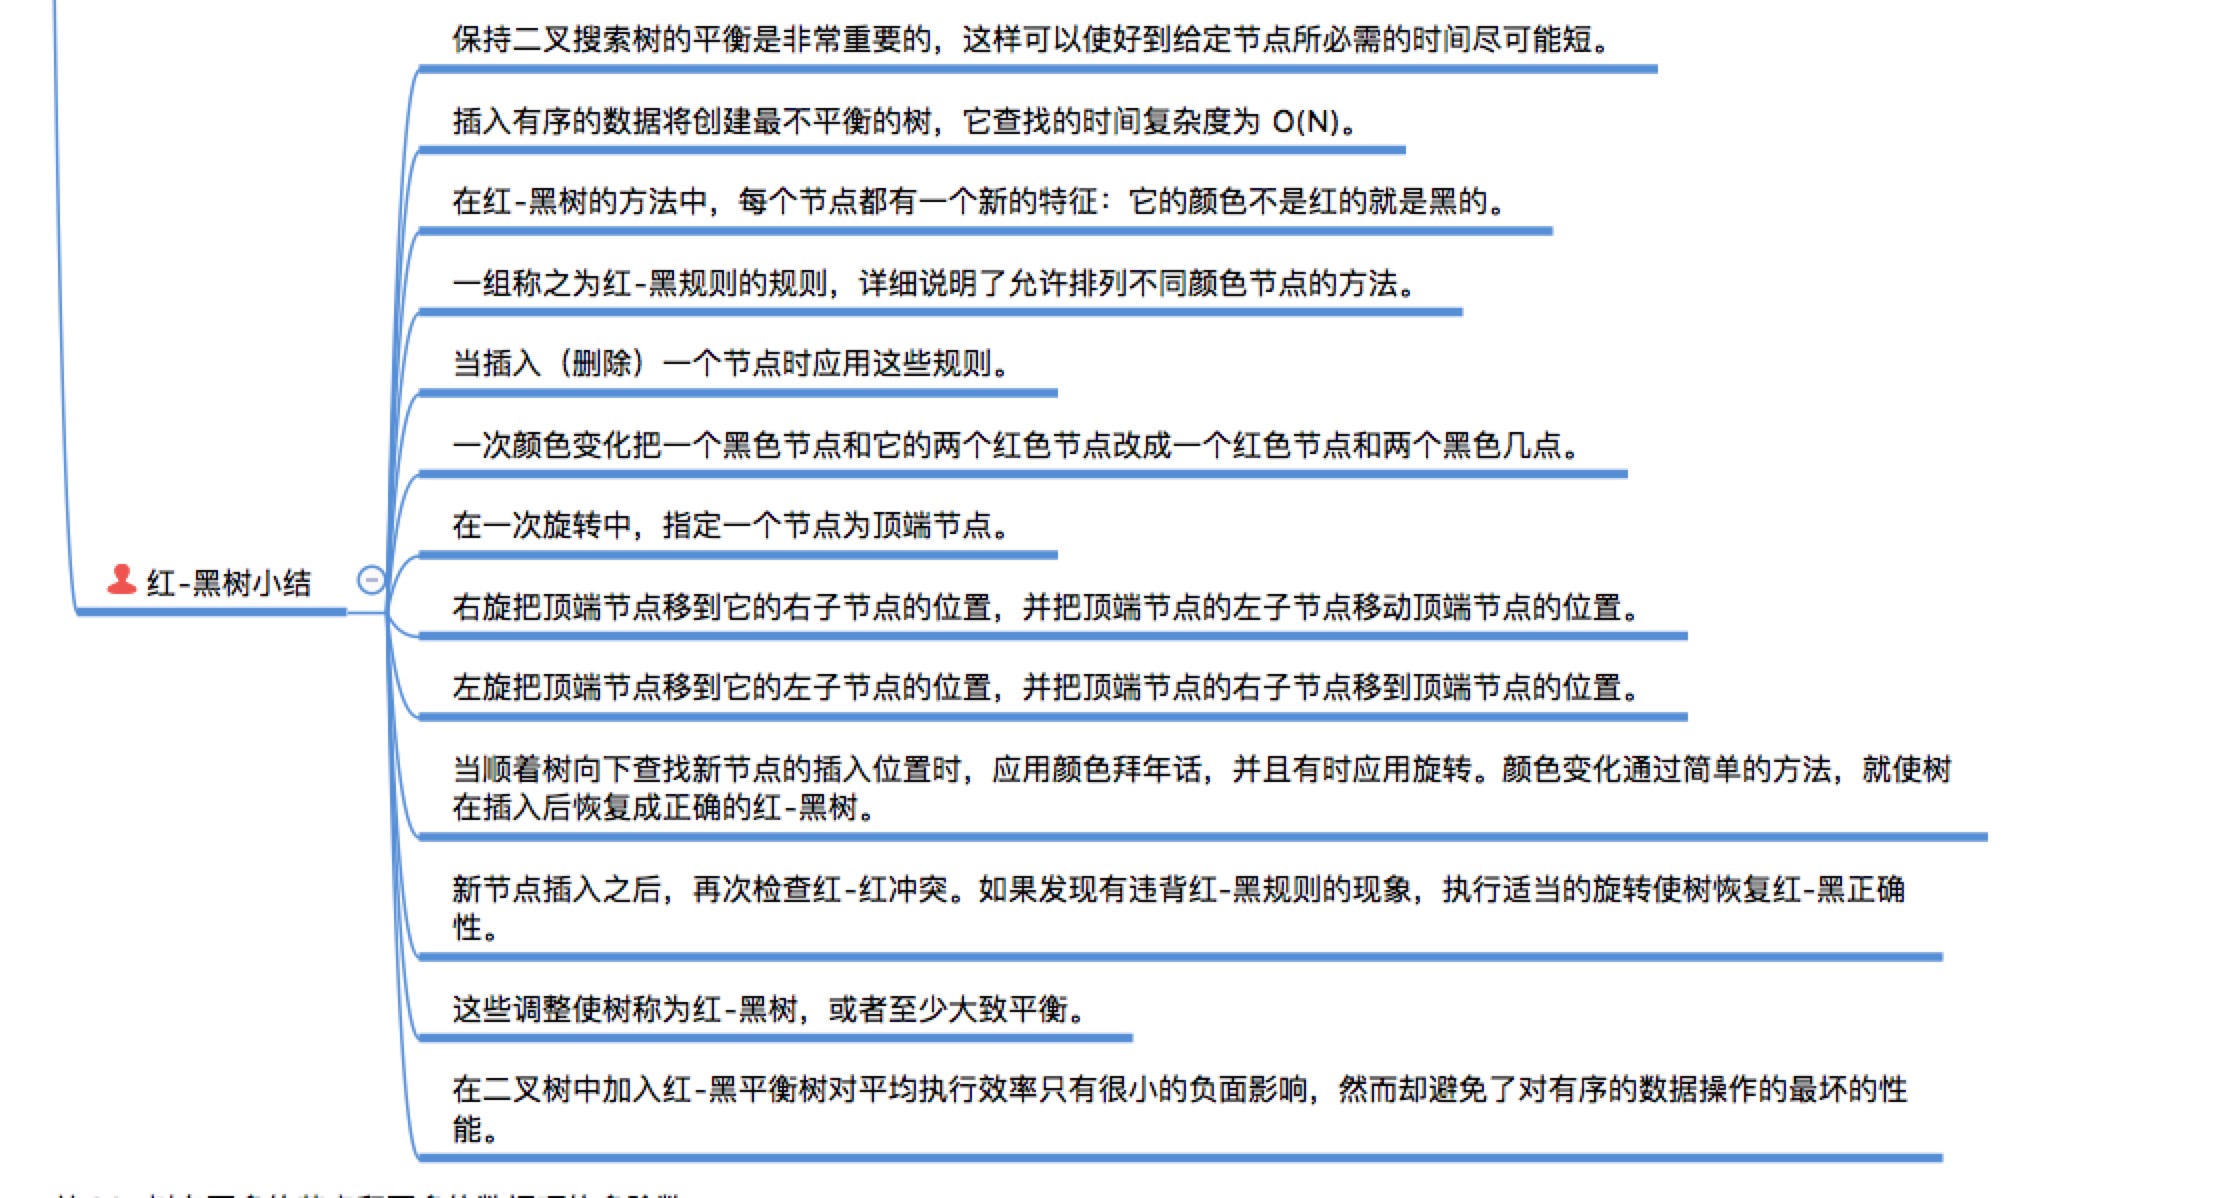 保持二叉搜索树的平衡是非常重要的，这样可以使好到给定节点所必需的时间尽可能短。
插入有序的数据将创建最不平衡的树，它查找的时间复杂度为 O(N)。
在红-黑树的方法中，每个节点都有一个新的特征：它的颜色不是红的就是黑的。
一组称之为红-黑规则的规则，详细说明了允许排列不同颜色节点的方法。
当插入（删除）一个节点时应用这些规则。
一次颜色变化把一个黑色节点和它的两个红色节点改成一个红色节点和两个黑色几点。
在一次旋转中，指定一个节点为顶端节点。
红-黑树小结
右旋把顶端节点移到它的右子节点的位置，并把顶端节点的左子节点移动顶端节点的位置。
左旋把顶端节点移到它的左子节点的位置，并把顶端节点的右子节点移到顶端节点的位置。
当顺着树向下查找新节点的插入位置时，应用颜色拜年话，并且有时应用旋转。颜色变化通过简单的方法，就使树
在插入后恢复成正确的红-黑树。
新节点插入之后，再次检查红-红冲突。如果发现有违背红-黑规则的现象，执行适当的旋转使树恢复红-黑正确
性。
这些调整使树称为红-黑树，或者至少大致平衡。
在二叉树中加入红-黑平衡树对平均执行效率只有很小的负面影响，然而却避免了对有序的数据操作的最坏的性
能。